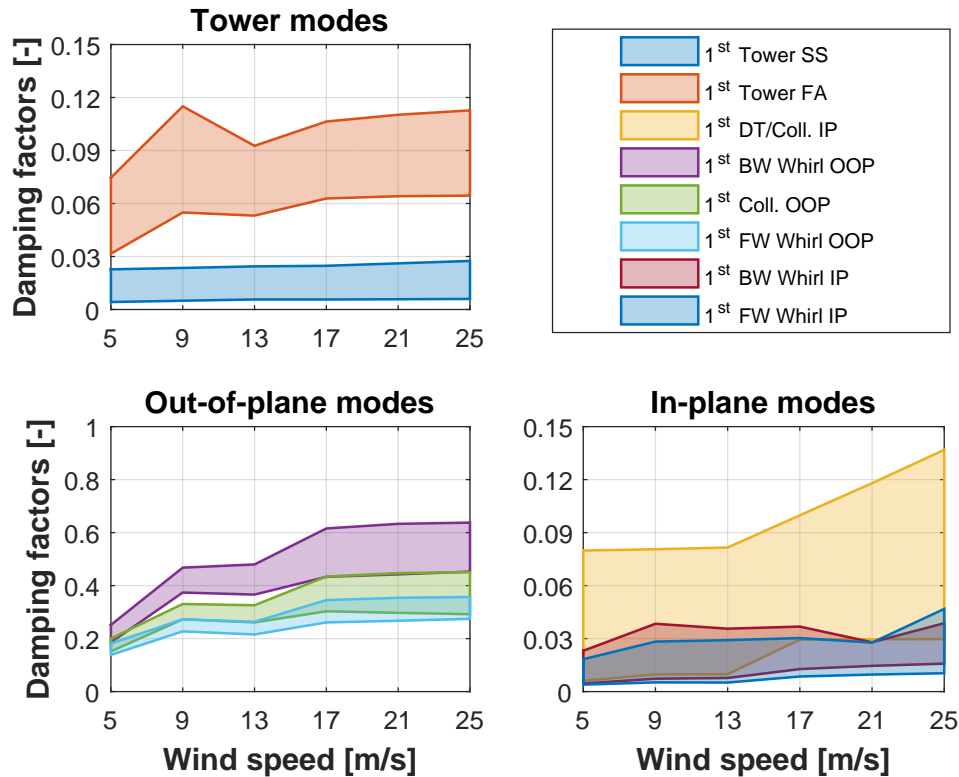 Tower modes
Damping factors [-]
0.15
0.12
0.09
0.06
0.03
0
5 9 13 17 21 25
1st Tower SS
1st Tower FA
1st DT/Coll. IP
1st BW Whirl OOP
1st Coll. OOP
1st FW Whirl OOP
1st BW Whirl IP
1st FW Whirl IP
Out-of-plane modes
Damping factors [-]
1
0.8
0.6
0.4
0.2
0
5 9 13 17 21 25
Wind speed [m/s]
In-plane modes
0.15
0.12
0.09
0.06
0.03
0
5 9 13 17 21 25
Wind speed [m/s]